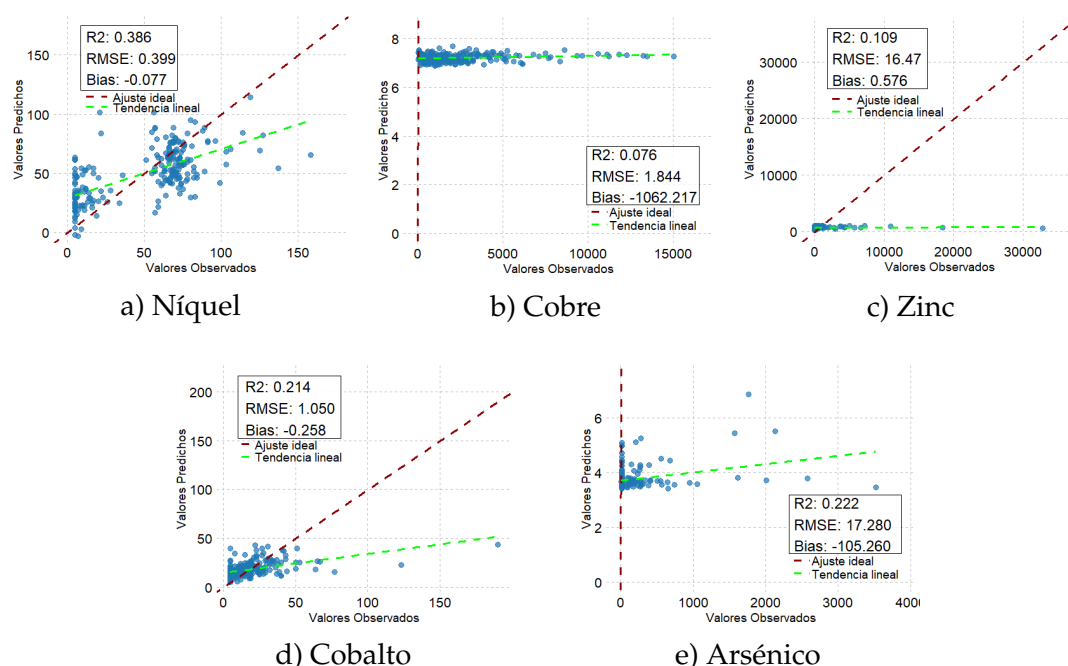 R2: 0.386
RMSE: 0.399
Bias: -0.077
Ajuste ideal
Tendencia lineal
Valores Predichos
150
100
50
0
0 50 100 150
Valores Observados
a) Níquel
Valores Predichos
8
6
4
2
0
R2: 0.076
RMSE: 1.844
Bias: -1062.217
Ajuste ideal
Tendencia lineal
0 5000 10000 15000
Valores Observados
b) Cobre
R2: 0.109
RMSE: 16.47
Bias: 0.576
Ajuste ideal
Tendencia lineal
Valores Predichos
30000
20000
10000
0
0 10000 20000 30000
Valores Observados
c) Zinc
R2: 0.214
RMSE: 1.050
Bias: -0.258
Ajuste ideal
Tendencia lineal
Valores Predichos
200
150
100
50
0
0 50 100 150
Valores Observados
d) Cobalto
Valores Predichos
6
4
2
0
R2: 0.222
RMSE: 17.280
Bias: -105.260
Ajuste ideal
Tendencia lineal
0 1000 2000 3000 4000
Valores Observados
e) Arsénico